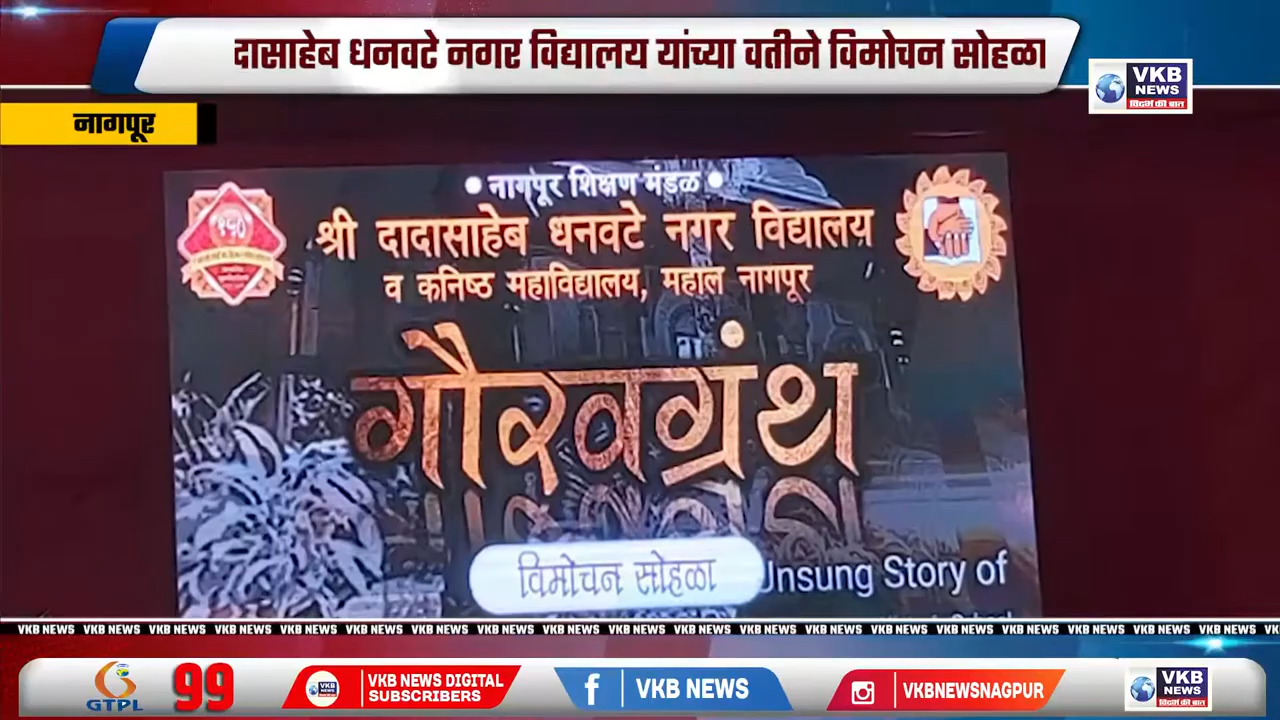 दासाहेब धनवटे नगर विद्यालय यांच्या वतीने विमोचन सोहळा
VKB
NEWS
विदर्भ की बात
नागपूर
नागपूर शिक्षण मंडळ
१५०
श्री दादासाहेब धनवटे नगर विद्यालय
व कनिष्ठ महाविद्यालय, महाल नागपूर
गौरवग्रंथ
विमोचन सोहळा
Unsung Story of
VKB NEWS VKB NEWS VKB NEWS VKB NEWS VKB NEWS VKB NEWS VKB NEWS VKB NEWS VKB NEWS VKB NEWS VKB NEWS VKB NEWS VKB NEWS VKB NEWS VKB NEWS VKB NEWS VKB NEWS VKB NEWS VKB NEWS
GTPL
99
VKB
NEWS
VKB NEWS DIGITAL
SUBSCRIBERS
f
VKB NEWS
VKBNEWSNAGPUR
VKB
NEWS
विदर्भ की बात